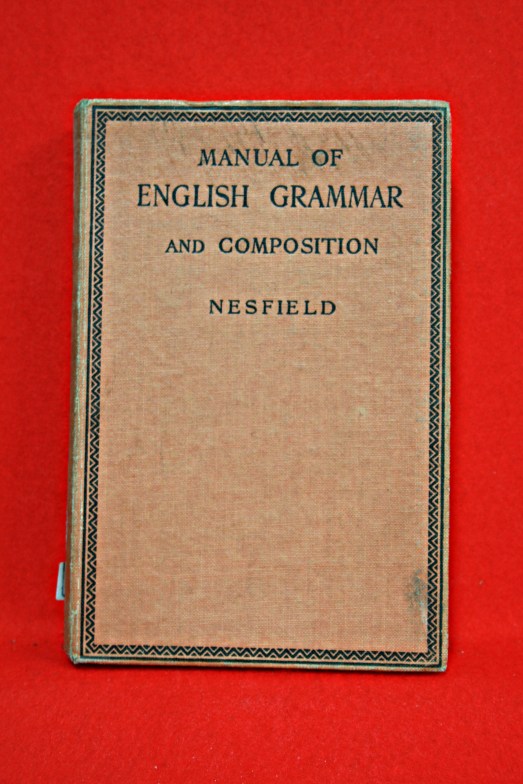 MANUAL OF
ENGLISH GRAMMAR
AND COMPOSITION
NESFIELD